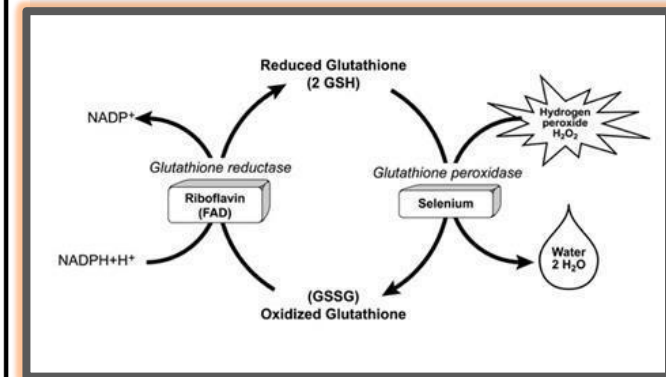 Reduced Glutathione
(2 GSH)
NADP⁺
Hydrogen
peroxide
H₂O₂
Glutathione reductase
Glutathione peroxidase
Riboflavin
(FAD)
Selenium
NADPH+H⁺
Water
2 H₂O
(GSSG)
Oxidized Glutathione